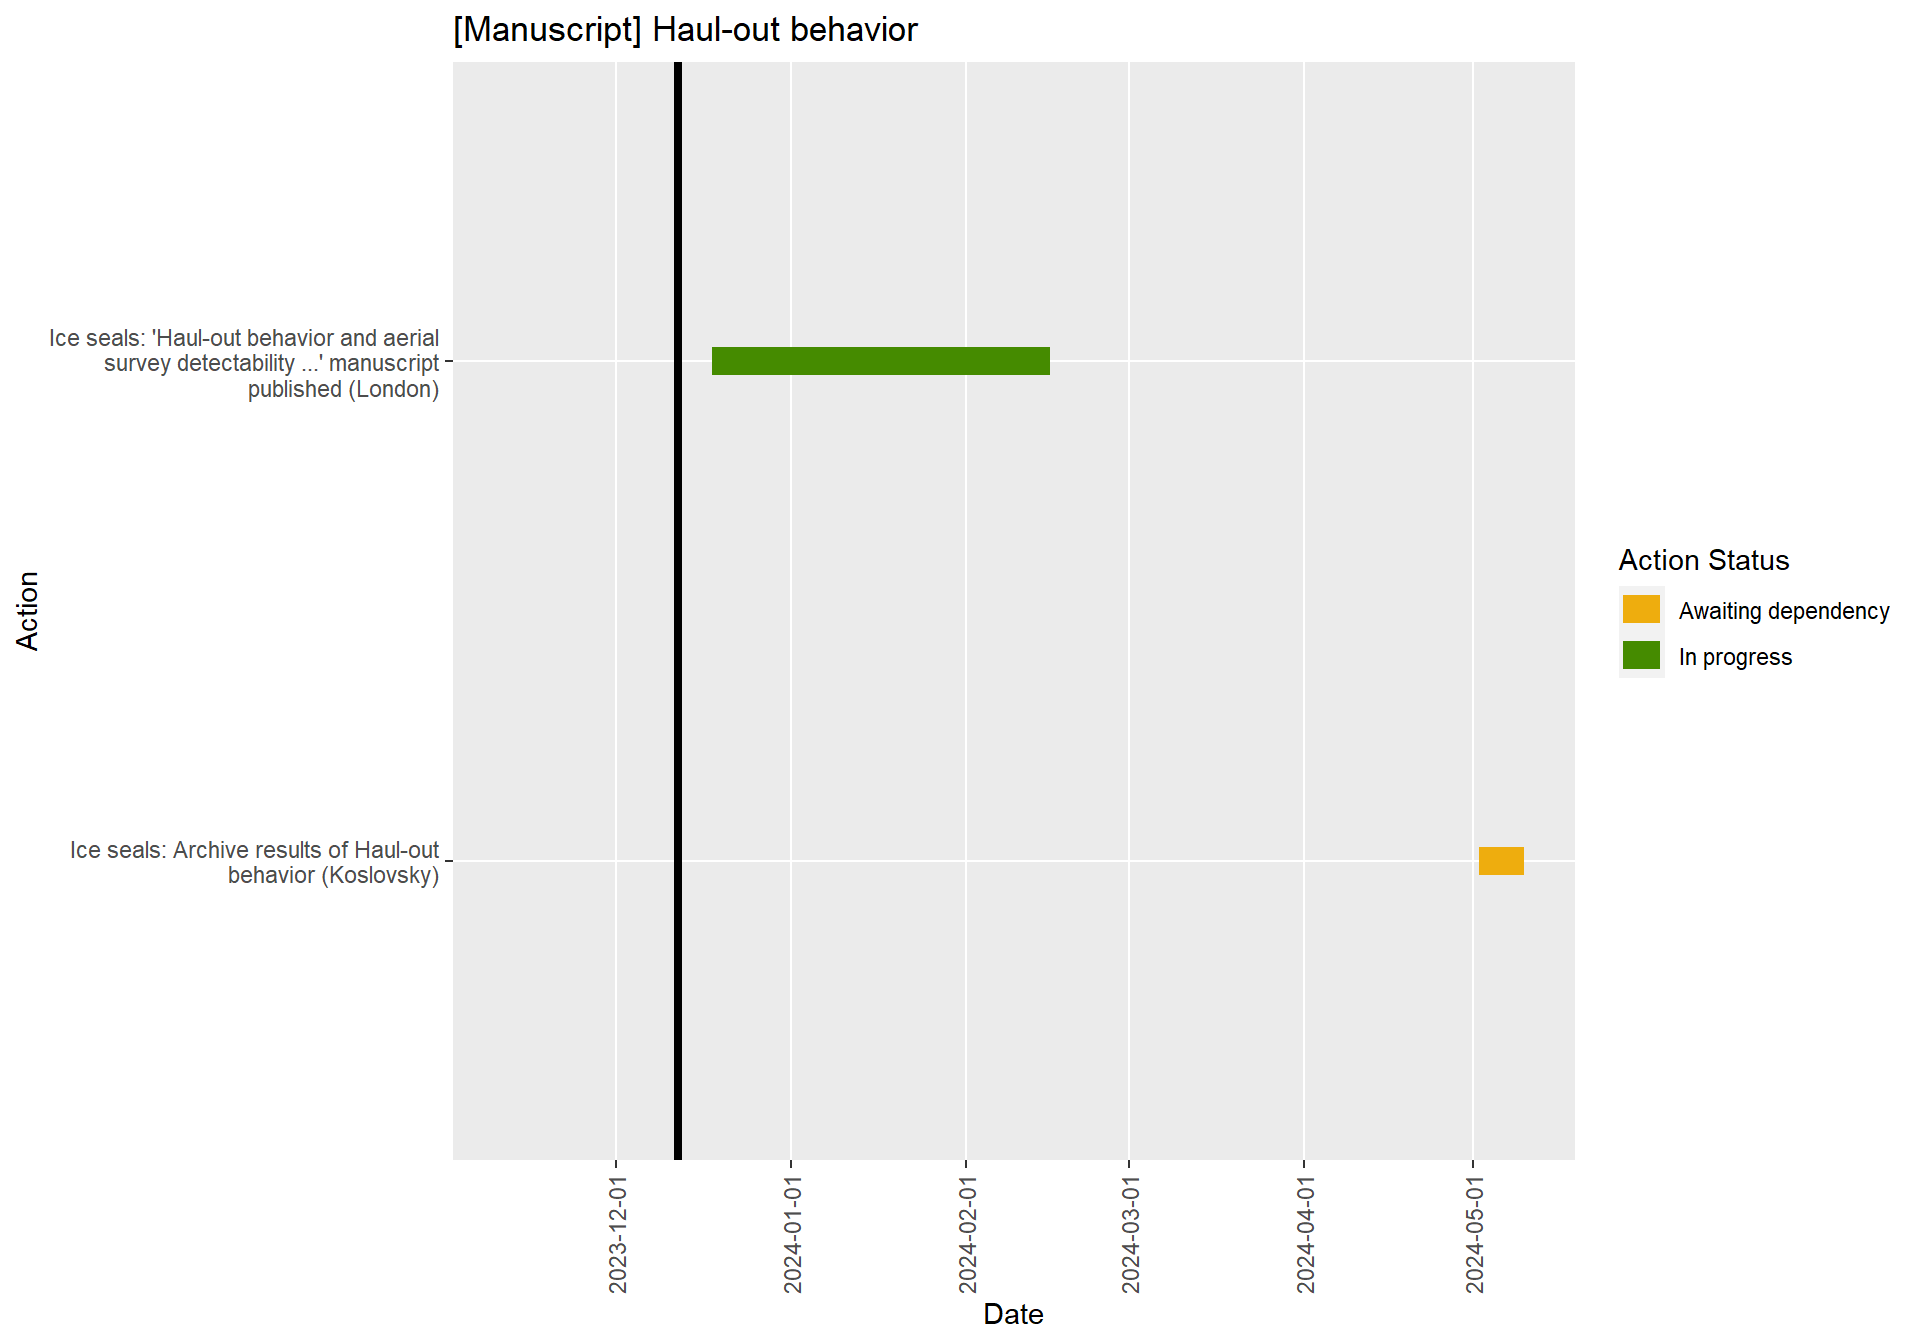 [Manuscript] Haul-out behavior
Action
Ice seals: 'Haul-out behavior and aerial
survey detectability ...' manuscript
published (London)
Ice seals: Archive results of Haul-out
behavior (Koslovsky)
Action Status
Awaiting dependency
In progress
2023-12-01
2024-01-01
2024-02-01
2024-03-01
2024-04-01
2024-05-01
Date